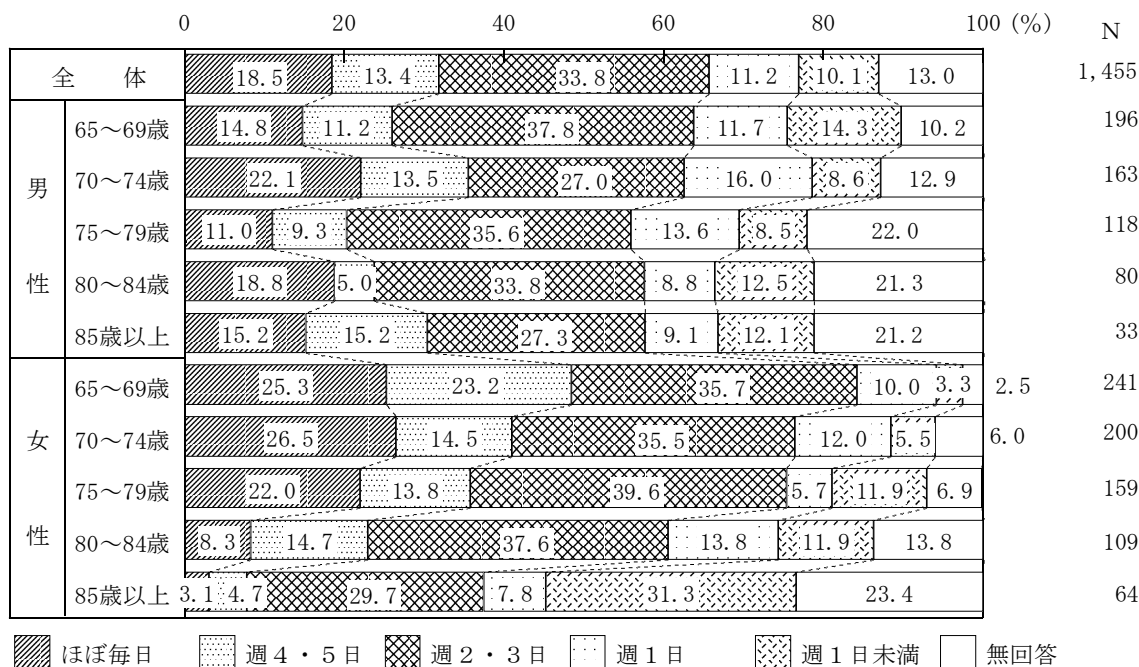 0 20 40 60 80 100 (%) N
全 体 18.5 13.4 33.8 11.2 10.1 13.0 1,455
男性
65～69歳 14.8 11.2 37.8 11.7 14.3 10.2 196
70～74歳 22.1 13.5 27.0 16.0 8.6 12.9 163
75～79歳 11.0 9.3 35.6 13.6 8.5 22.0 118
80～84歳 18.8 5.0 33.8 8.8 12.5 21.3 80
85歳以上 15.2 15.2 27.3 9.1 12.1 21.2 33
女性
65～69歳 25.3 23.2 35.7 10.0 3.3 2.5 241
70～74歳 26.5 14.5 35.5 12.0 5.5 6.0 200
75～79歳 22.0 13.8 39.6 5.7 11.9 6.9 159
80～84歳 8.3 14.7 37.6 13.8 11.9 13.8 109
85歳以上 3.1 4.7 29.7 7.8 31.3 23.4 64
ほぼ毎日 週４・５日 週２・３日 週１日 週１日未満 無回答